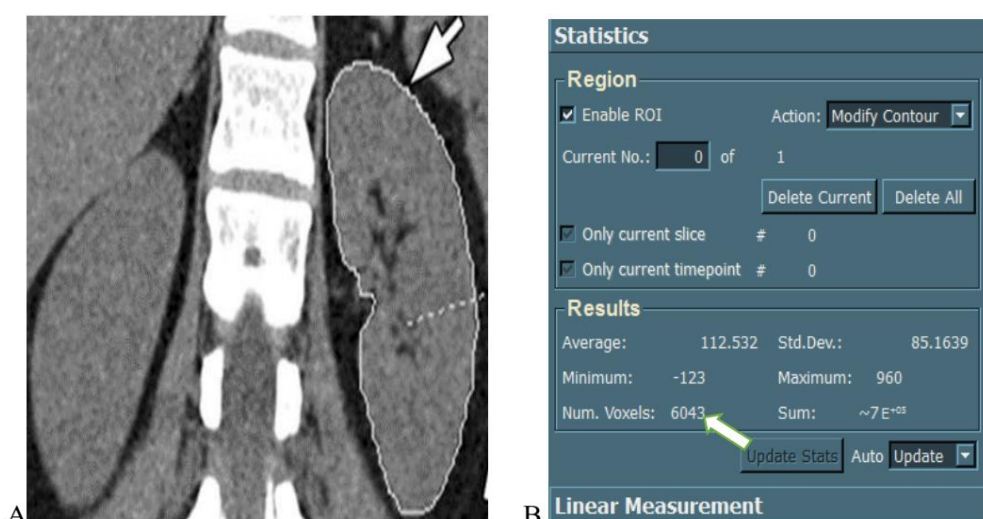 Statistics
Region
Enable ROI Action: Modify Contour
Current No.: 0 of 1
Delete Current Delete All
Only current slice # 0
Only current timepoint # 0
Results
Average: 112.532 Std.Dev.: 85.1639
Minimum: -123 Maximum: 960
Num. Voxels: 6043 Sum: ~7E+05
Update Stats Auto Update
A B Linear Measurement